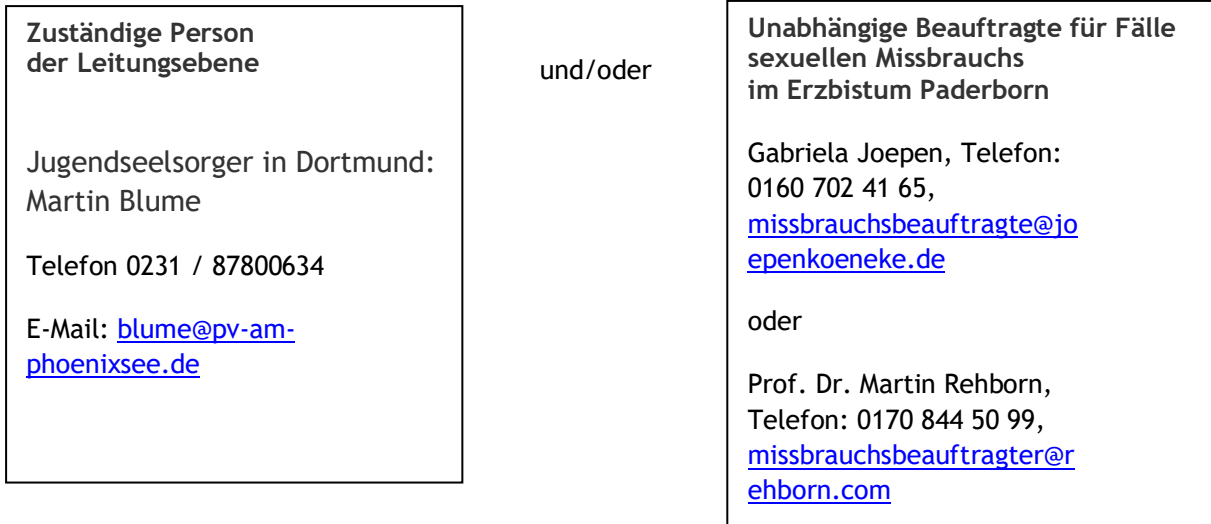 Zuständige Person
der Leitungsebene
Jugendseelsorger in Dortmund:
Martin Blume
Telefon 0231 / 87800634
E-Mail: blume@pv-am-
phoenixsee.de
und/oder
Unabhängige Beauftragte für Fälle
sexuellen Missbrauchs
im Erzbistum Paderborn
Gabriela Joepen, Telefon:
0160 702 41 65,
missbrauchsbeauftragte@jo
epenkoeneke.de
oder
Prof. Dr. Martin Rehborn,
Telefon: 0170 844 50 99,
missbrauchsbeauftragter@r
ehborn.com